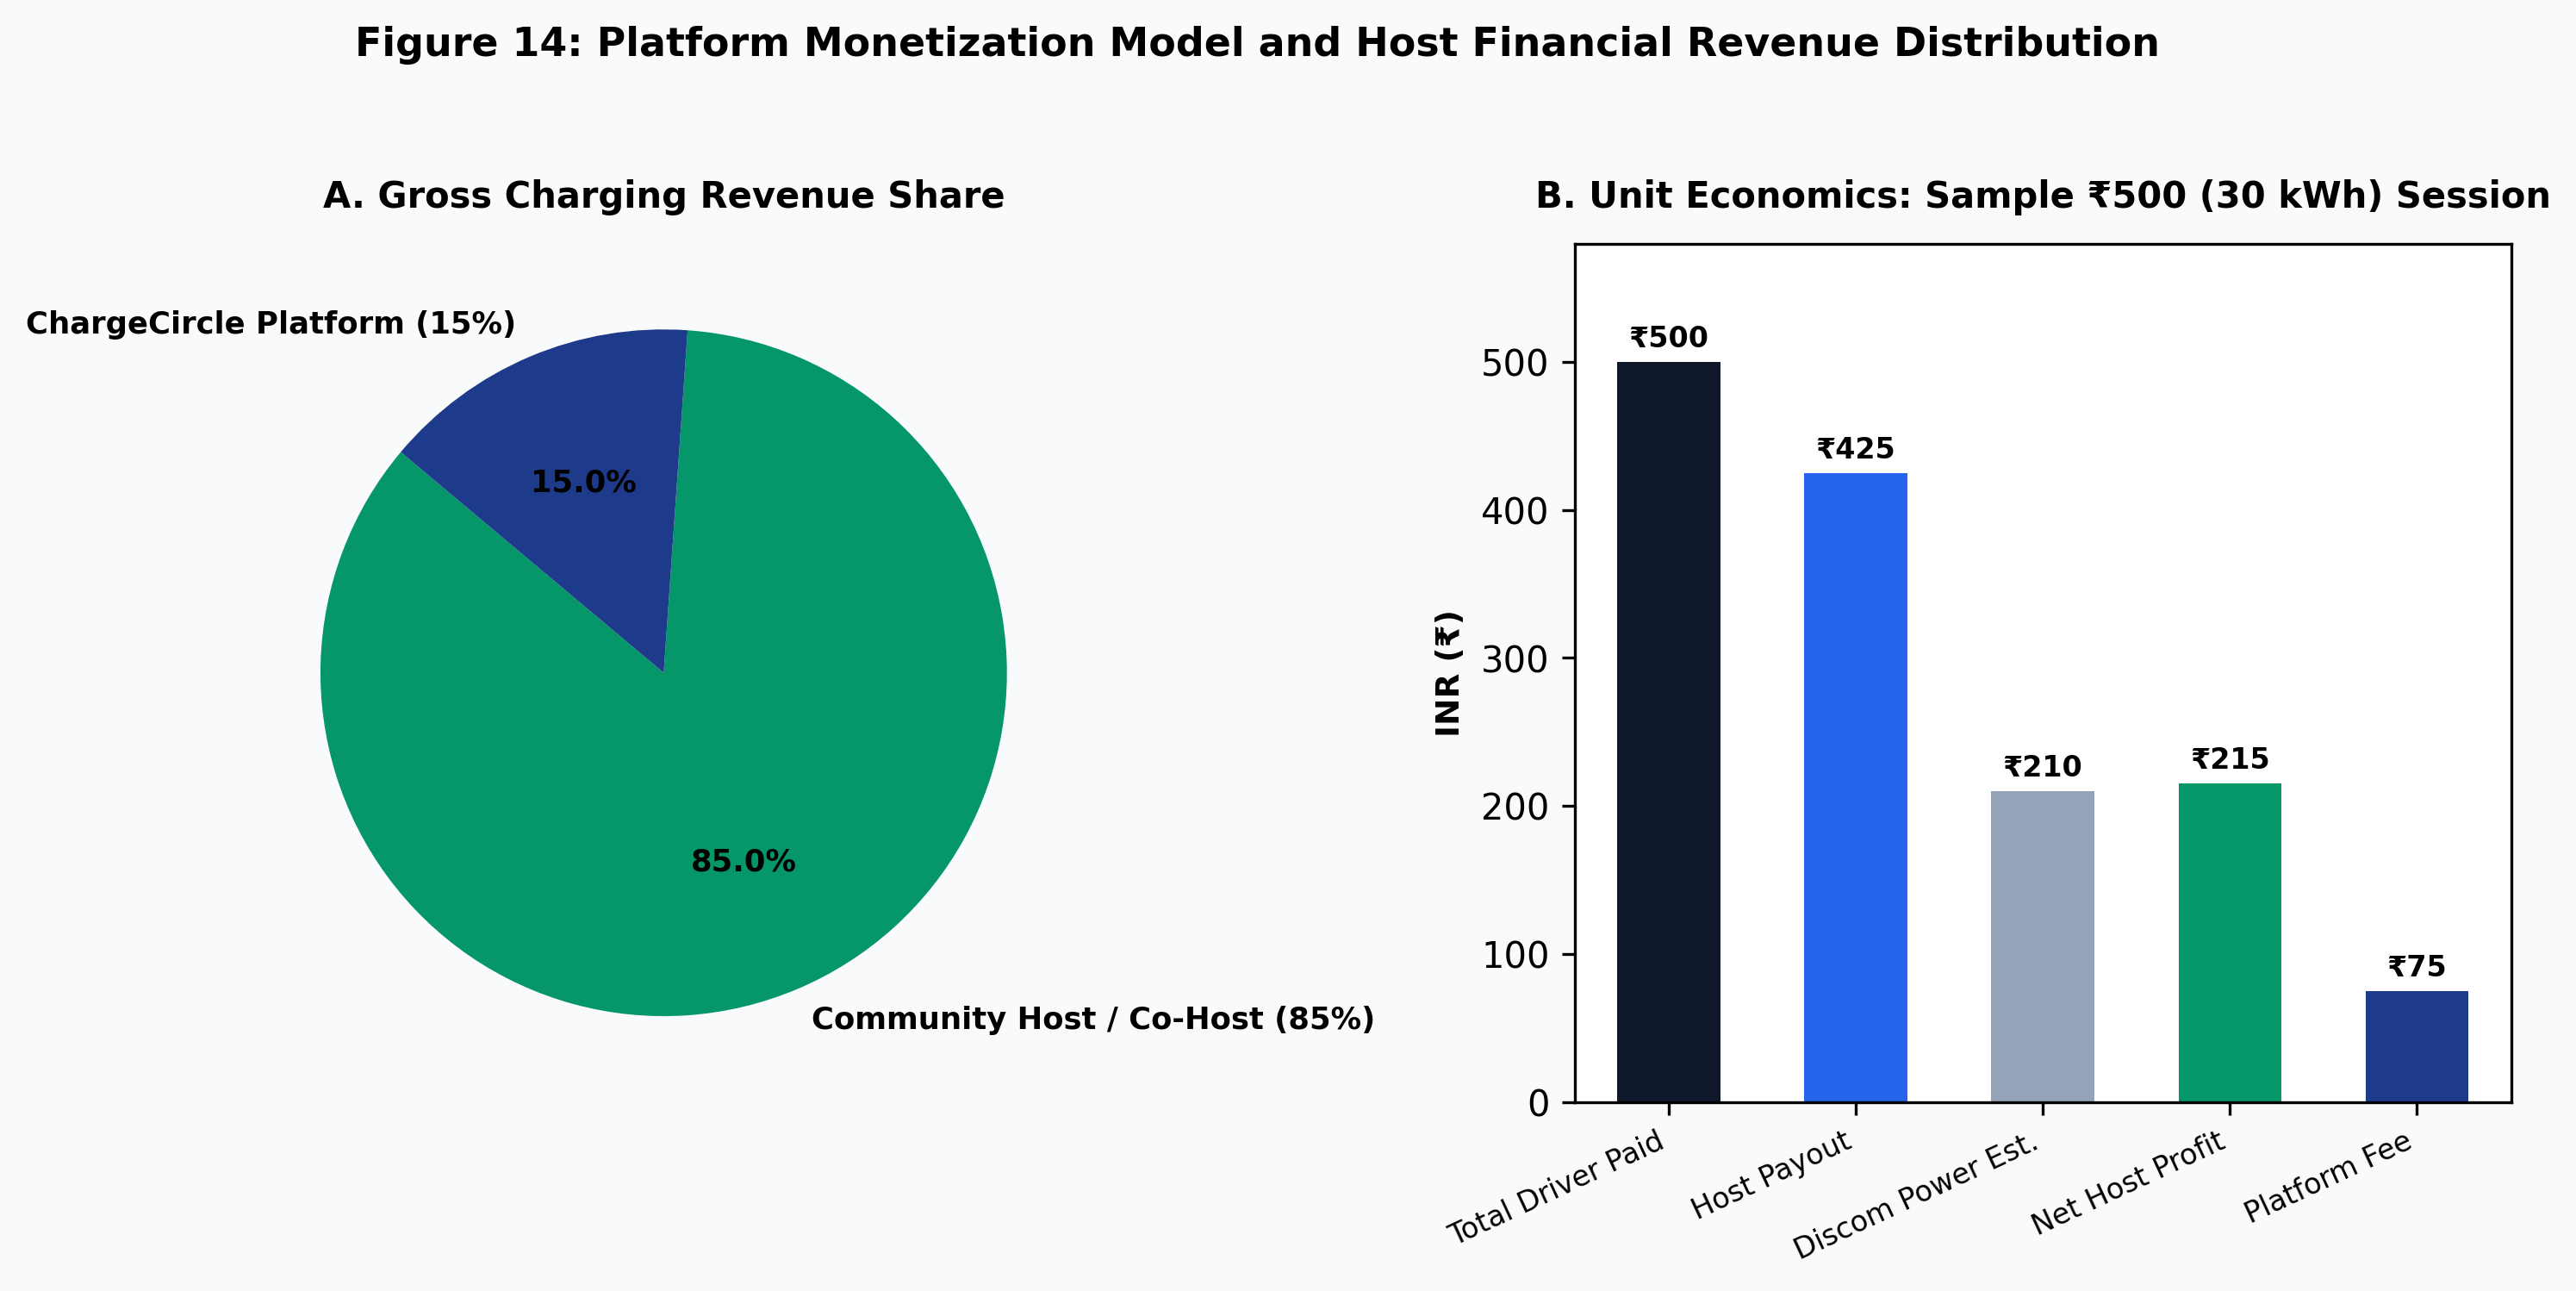 Figure 14: Platform Monetization Model and Host Financial Revenue Distribution
A. Gross Charging Revenue Share
ChargeCircle Platform (15%)
15.0%
85.0%
Community Host / Co-Host (85%)
B. Unit Economics: Sample ₹500 (30 kWh) Session
INR (₹)
500
400
300
200
100
0
₹500
₹425
₹210
₹215
₹75
Total Driver Paid
Host Payout
Discom Power Est.
Net Host Profit
Platform Fee